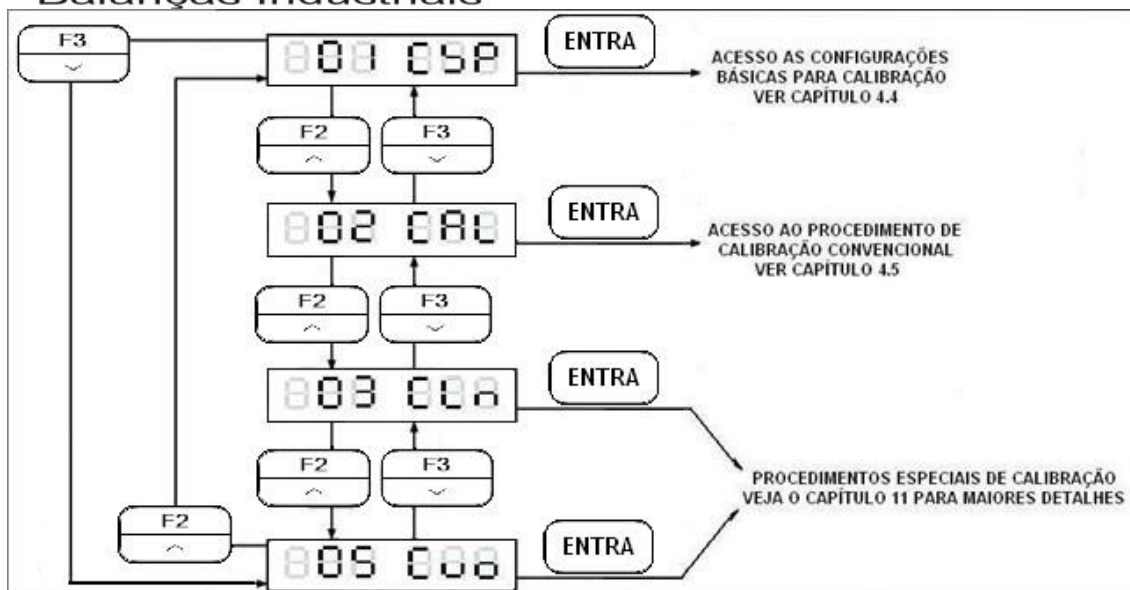 Balanças Industriais
F3
01 CSP
ENTRA
ACESSO AS CONFIGURAÇÕES
BÁSICAS PARA CALIBRAÇÃO
VER CAPÍTULO 4.4
F2
F3
02 CAL
ENTRA
ACESSO AO PROCEDIMENTO DE
CALIBRAÇÃO CONVENCIONAL
VER CAPÍTULO 4.5
F2
F3
03 CLn
ENTRA
F2
F3
PROCEDIMENTOS ESPECIAIS DE CALIBRAÇÃO
VEJA O CAPÍTULO 11 PARA MAIORES DETALHES
F2
05 Cuo
ENTRA